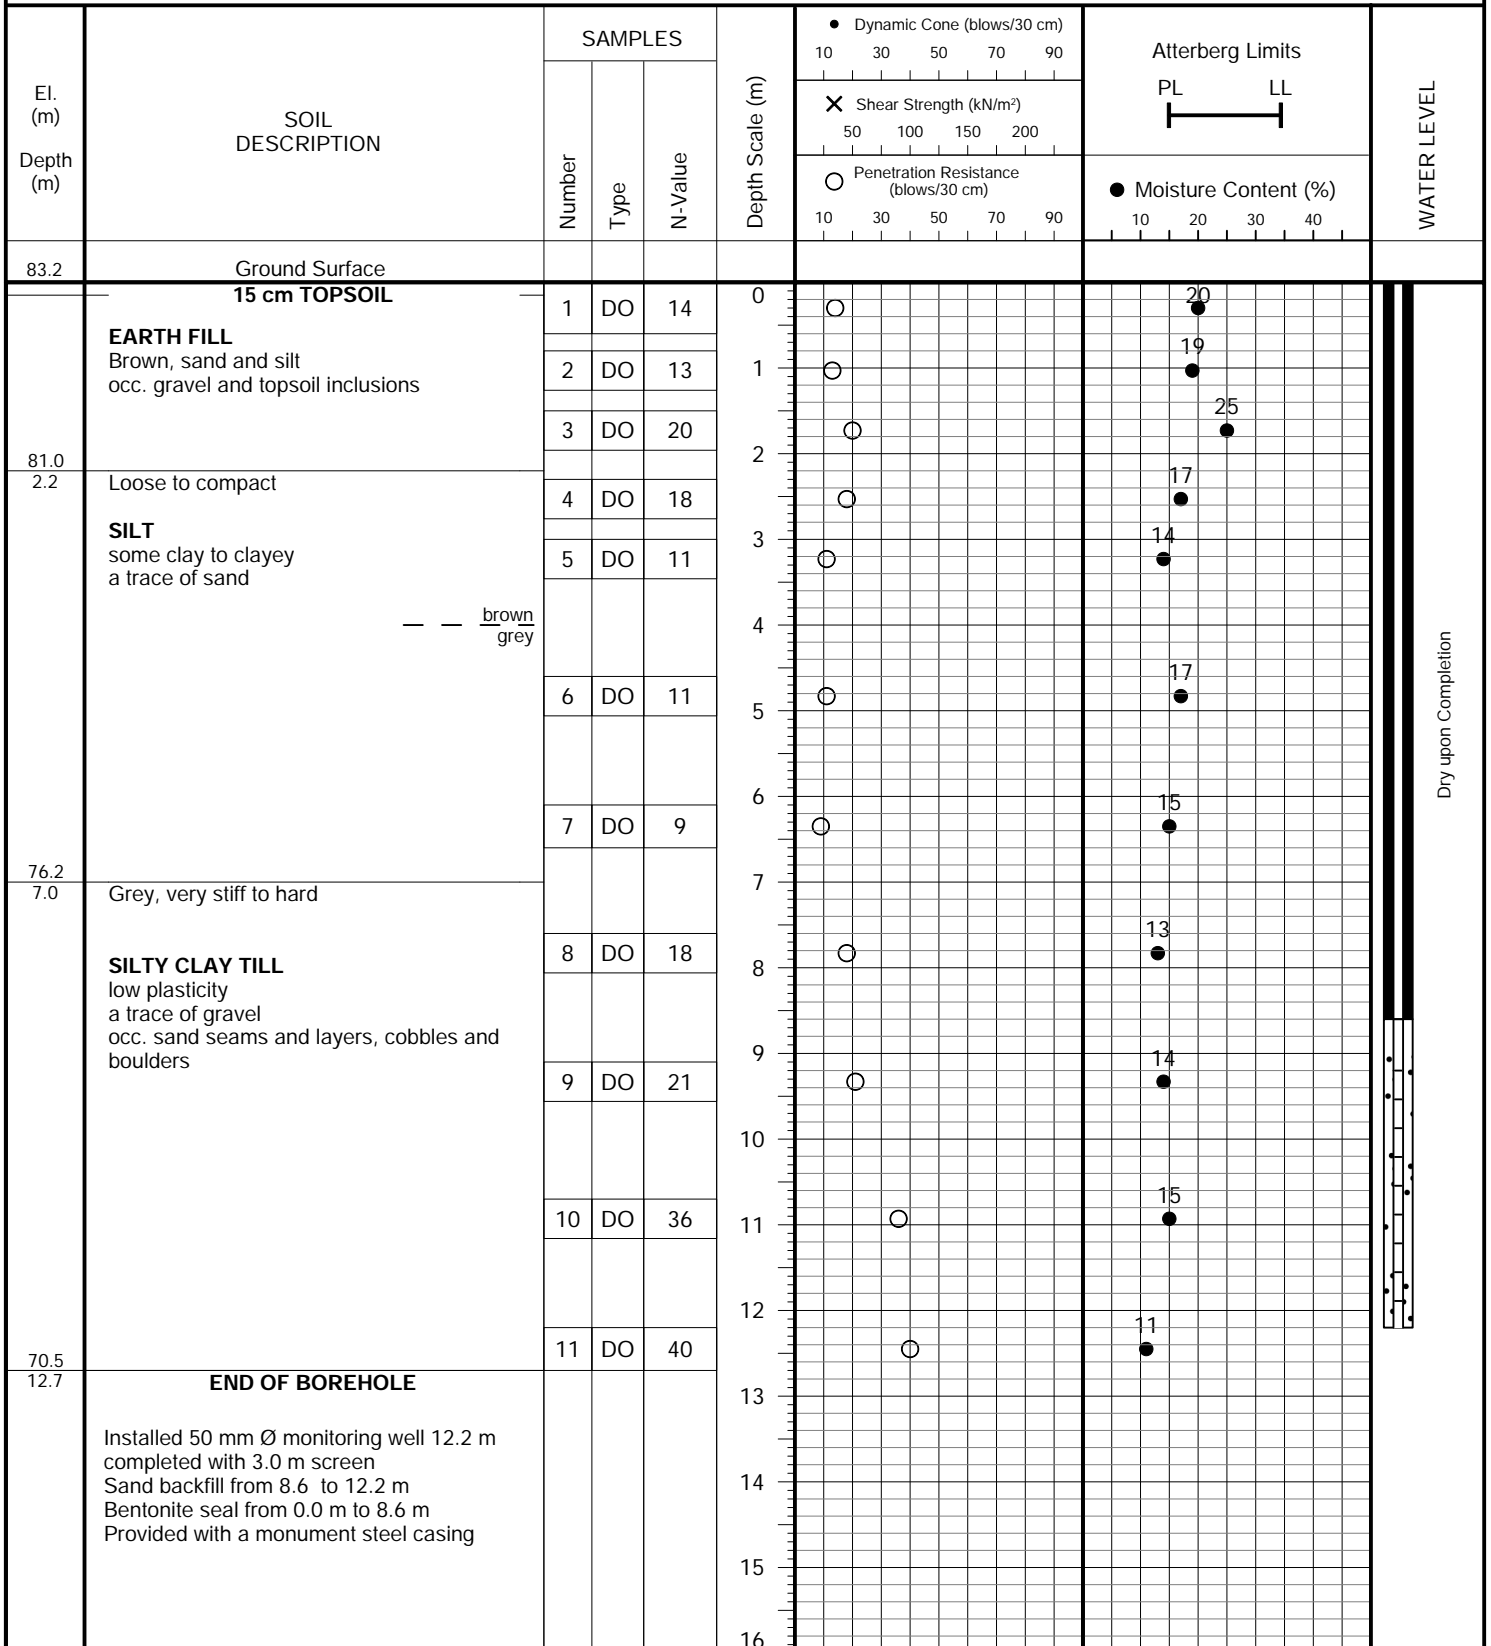 El.
(m)
Depth
(m)
SOIL
DESCRIPTION
SAMPLES
Number
Type
N-Value
Depth Scale (m)
● Dynamic Cone (blows/30 cm)
10 30 50 70 90
✕ Shear Strength (kN/m²)
50 100 150 200
○ Penetration Resistance
(blows/30 cm)
10 30 50 70 90
Atterberg Limits
PL LL
● Moisture Content (%)
10 20 30 40
WATER LEVEL
83.2 Ground Surface
15 cm TOPSOIL
0
1 DO 14
20
EARTH FILL
Brown, sand and silt
occ. gravel and topsoil inclusions
19
2 DO 13
1
25
3 DO 20
2
81.0
2.2 Loose to compact
17
4 DO 18
SILT
some clay to clayey
a trace of sand
3
14
5 DO 11
brown
grey
4
17
6 DO 11
5
Dry upon Completion
6
15
7 DO 9
76.2
7.0 Grey, very stiff to hard
7
13
8 DO 18
8
SILTY CLAY TILL
low plasticity
a trace of gravel
occ. sand seams and layers, cobbles and
boulders
9
14
9 DO 21
10
15
10 DO 36
11
12
11
11 DO 40
70.5
12.7 END OF BOREHOLE
13
Installed 50 mm Ø monitoring well 12.2 m
completed with 3.0 m screen
Sand backfill from 8.6 to 12.2 m
Bentonite seal from 0.0 m to 8.6 m
Provided with a monument steel casing
14
15
16